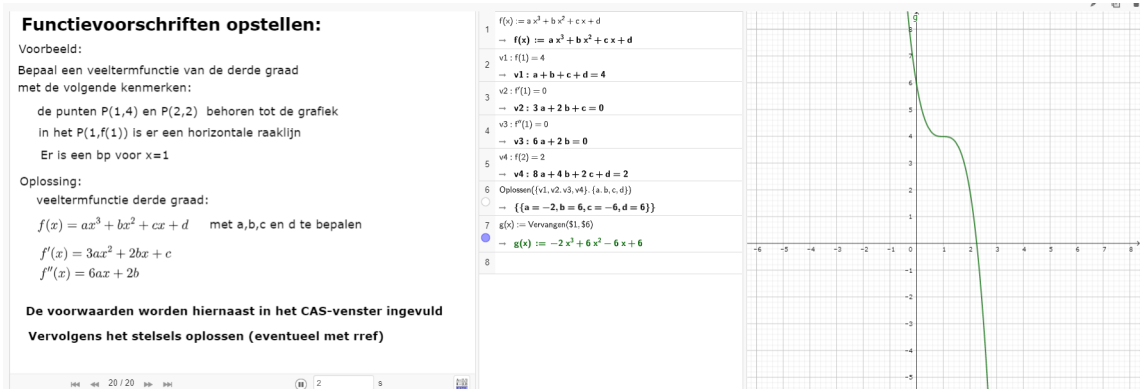 Functievoorschriften opstellen:
Voorbeeld:
Bepaal een veeltermfunctie van de derde graad
met de volgende kenmerken:
de punten P(1,4) en P(2,2) behoren tot de grafiek
in het P(1,f(1)) is er een horizontale raaklijn
Er is een bp voor x=1
Oplossing:
veeltermfunctie derde graad:
f(x) = ax³ + bx² + cx + d met a,b,c en d te bepalen
f′(x) = 3ax² + 2bx + c
f″(x) = 6ax + 2b
De voorwaarden worden hiernaast in het CAS-venster ingevuld
Vervolgens het stelsels oplossen (eventueel met rref)
20 / 20
2 s
1 f(x) := a x³ + b x² + c x + d
→ f(x) := a x³ + b x² + c x + d
2 v1 : f(1) = 4
→ v1 : a + b + c + d = 4
3 v2 : f′(1) = 0
→ v2 : 3 a + 2 b + c = 0
4 v3 : f″(1) = 0
→ v3 : 6 a + 2 b = 0
5 v4 : f(2) = 2
→ v4 : 8 a + 4 b + 2 c + d = 2
6 Oplossen({v1, v2, v3, v4}, {a, b, c, d})
→ {{a = −2, b = 6, c = −6, d = 6}}
7 g(x) := Vervangen($1, $6)
→ g(x) := −2 x³ + 6 x² − 6 x + 6
8
g
8
7
6
5
4
3
2
1
−6 −5 −4 −3 −2 −1 0 1 2 3 4 5 6 7 8
−1
−2
−3
−4
−5